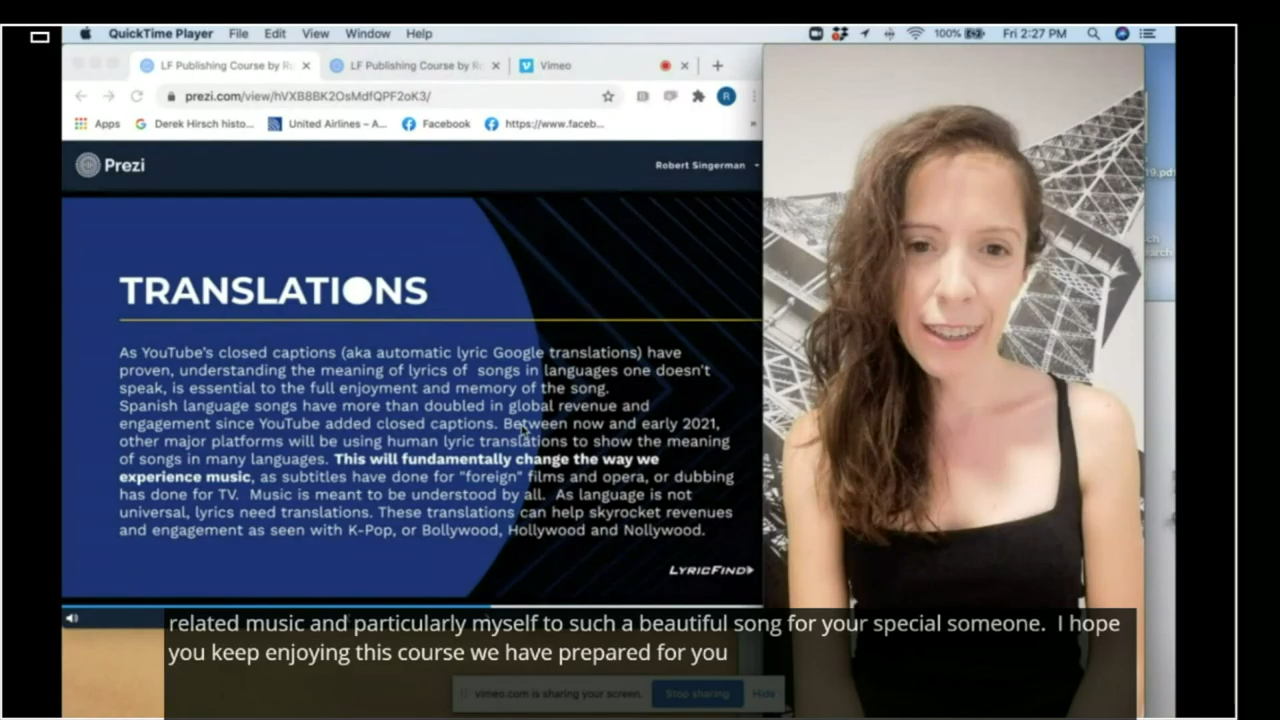 QuickTime Player File Edit View Window Help 100% Fri 2:27 PM
LF Publishing Course by R LF Publishing Course by R Vimeo
prezi.com/view/hVXB8BK2OsMdfQPF2oK3/ R
Apps Derek Hirsch histo... United Airlines – A... Facebook https://www.faceb... »
Prezi Robert Singerman
19.pdf
TRANSLATIONS
As YouTube's closed captions (aka automatic lyric Google translations) have
proven, understanding the meaning of lyrics of songs in languages one doesn't
speak, is essential to the full enjoyment and memory of the song.
Spanish language songs have more than doubled in global revenue and
engagement since YouTube added closed captions. Between now and early 2021,
other major platforms will be using human lyric translations to show the meaning
of songs in many languages. This will fundamentally change the way we
experience music, as subtitles have done for "foreign" films and opera, or dubbing
has done for TV. Music is meant to be understood by all. As language is not
universal, lyrics need translations. These translations can help skyrocket revenues
and engagement as seen with K-Pop, or Bollywood, Hollywood and Nollywood.
LYRICFIND
related music and particularly myself to such a beautiful song for your special someone. I hope
you keep enjoying this course we have prepared for you
vimeo.com is sharing your screen. Stop sharing Hide